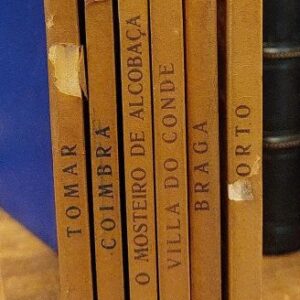 TOMAR
COIMBRA
O MOSTEIRO DE ALCOBAÇA
VILLA DO CONDE
BRAGA
PORTO